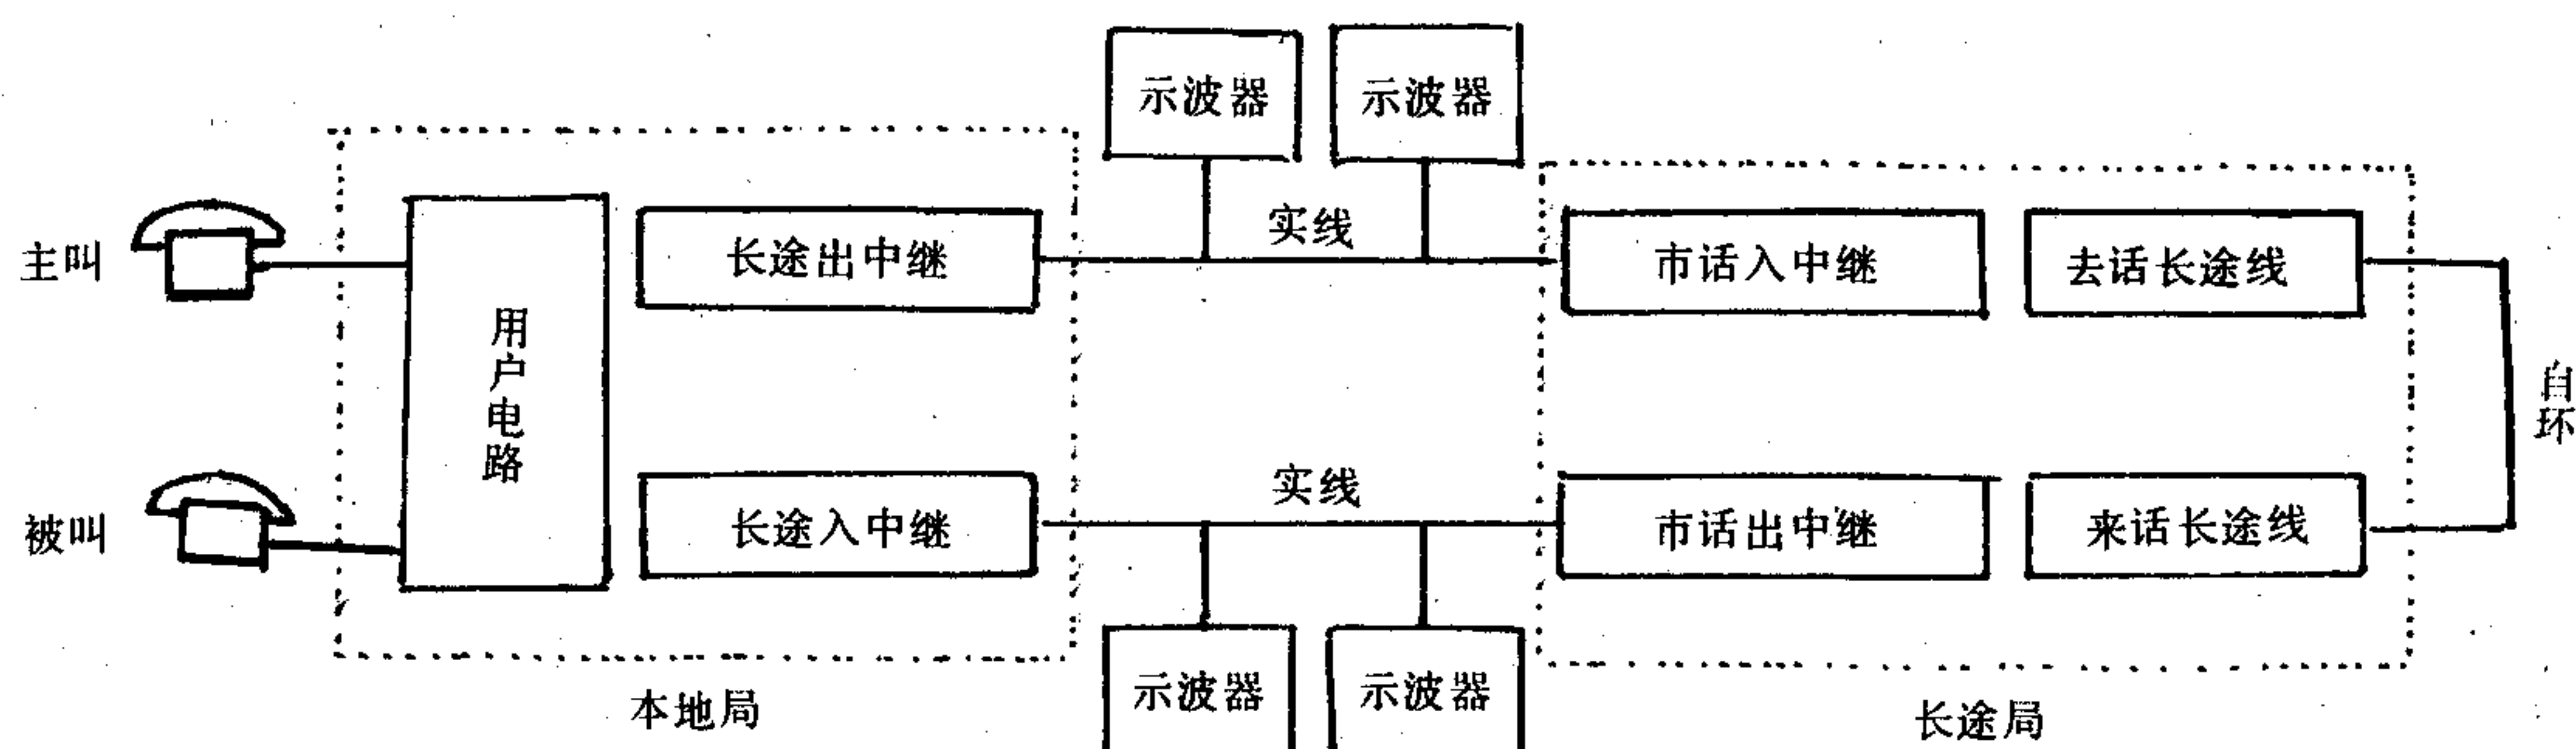 示波器
示波器
主叫
用户电路
长途出中继
实线
市话入中继
去话长途线
自环
被叫
长途入中继
实线
市话出中继
来话长途线
本地局
示波器
示波器
长途局